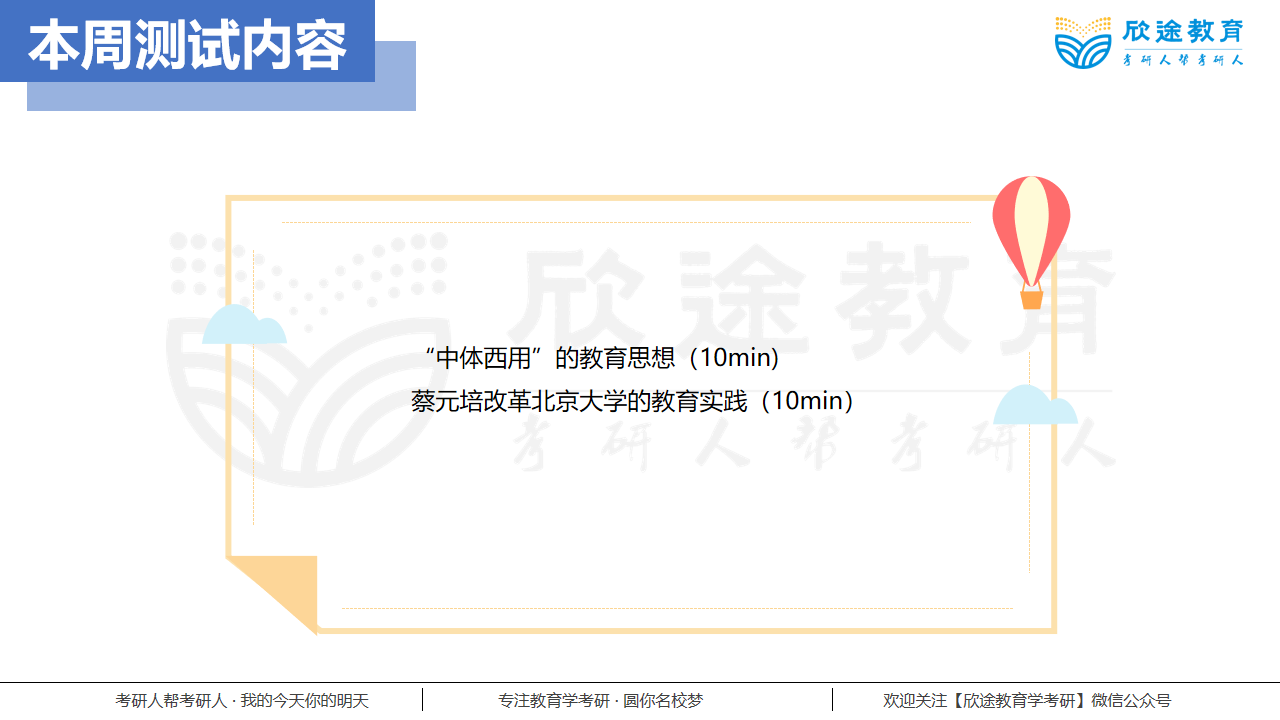 本周测试内容
欣途教育
考研人帮考研人
欣途教育
“中体西用”的教育思想（10min)
蔡元培改革北京大学的教育实践（10min）
考研人帮考研人
考研人帮考研人 · 我的今天你的明天
专注教育学考研 · 圆你名校梦
欢迎关注【欣途教育学考研】微信公众号